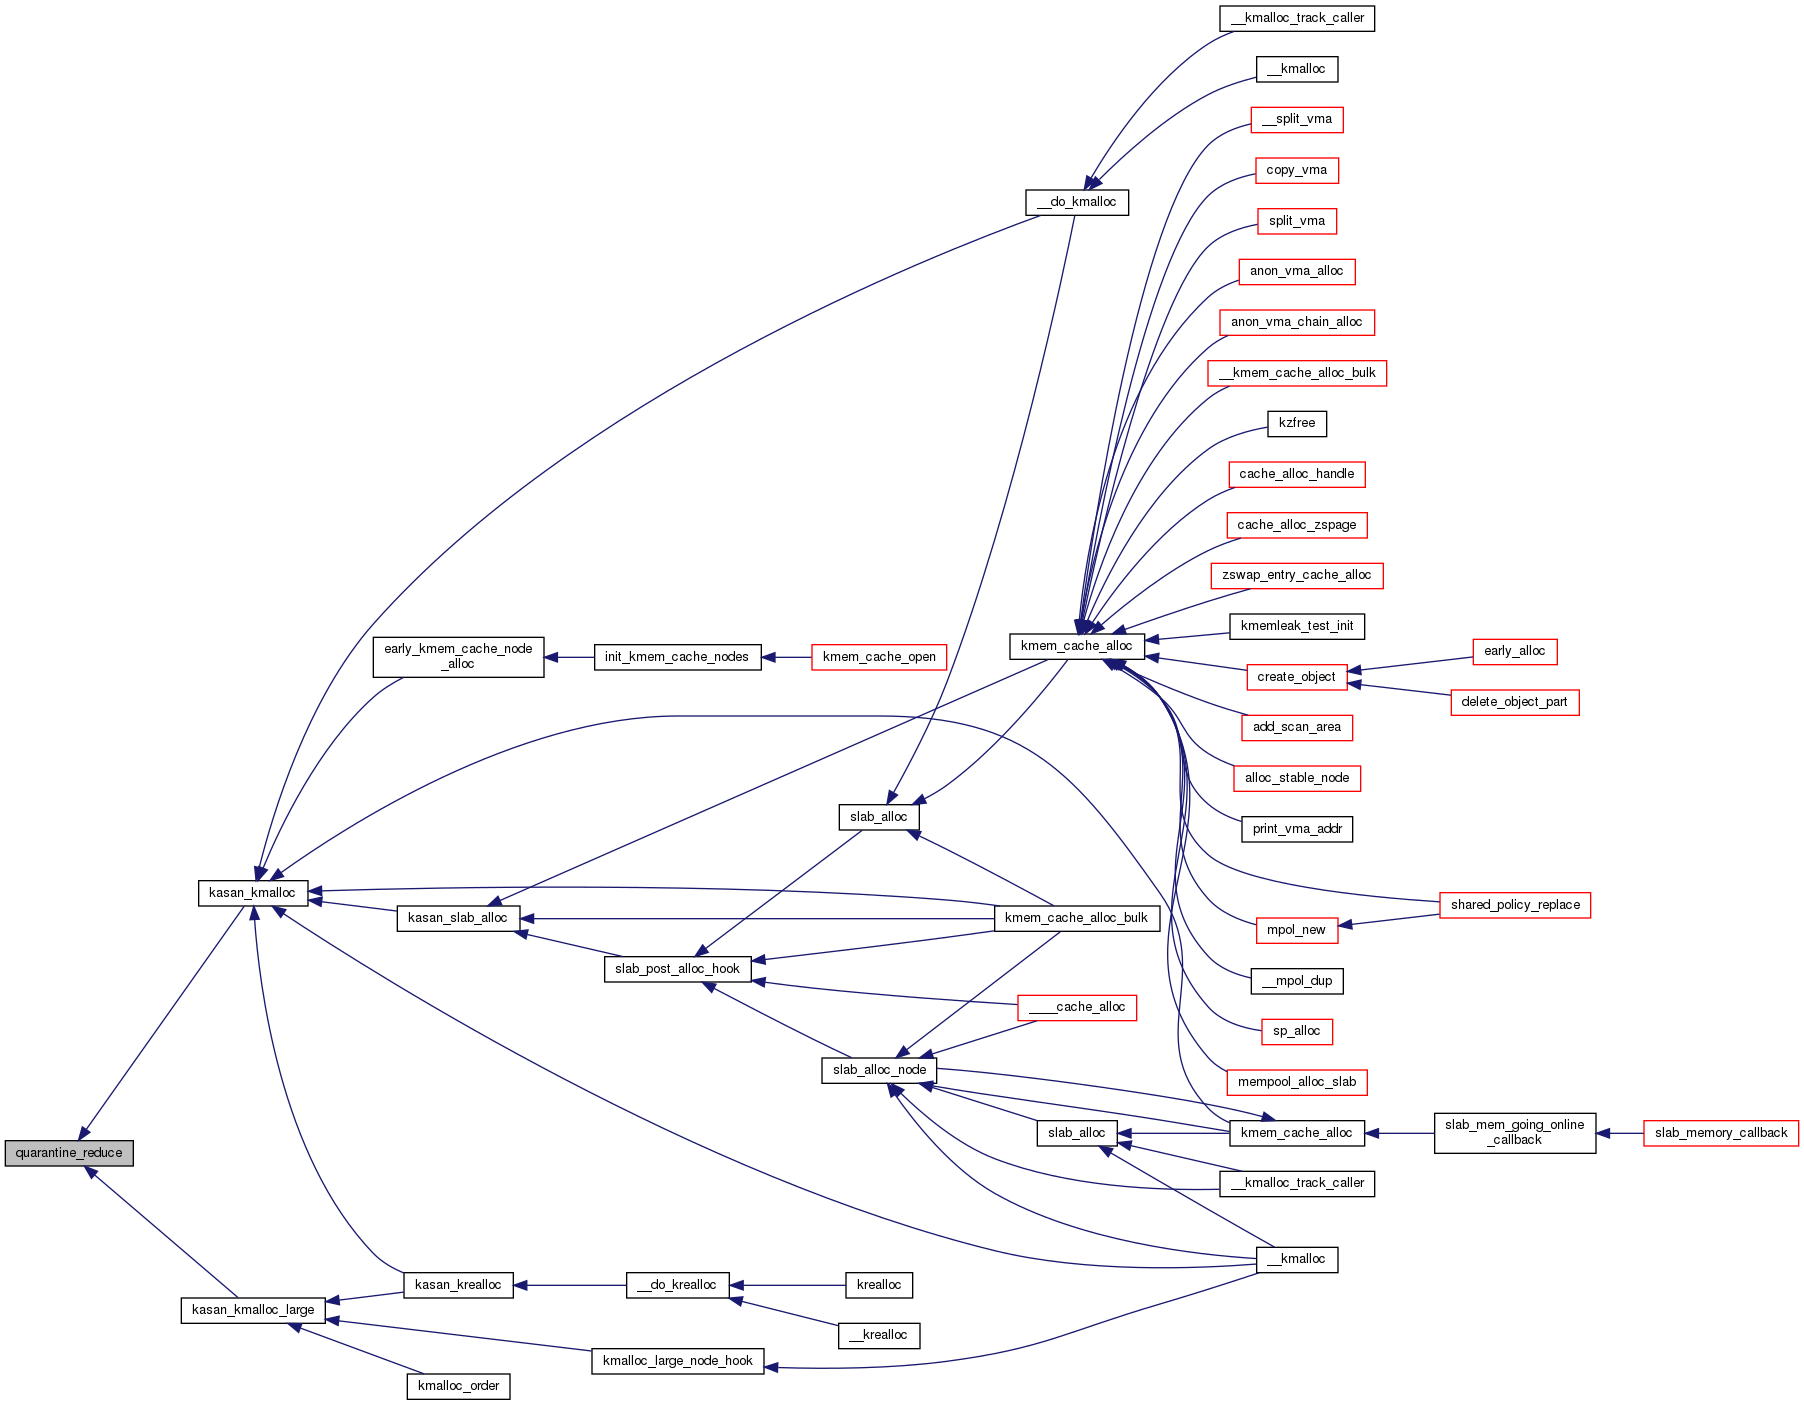 __kmalloc_track_caller
__kmalloc
__split_vma
copy_vma
__do_kmalloc
split_vma
anon_vma_alloc
anon_vma_chain_alloc
__kmem_cache_alloc_bulk
kzfree
cache_alloc_handle
cache_alloc_zspage
zswap_entry_cache_alloc
kmemleak_test_init
early_kmem_cache_node
_alloc
init_kmem_cache_nodes
kmem_cache_open
kmem_cache_alloc
early_alloc
create_object
delete_object_part
add_scan_area
alloc_stable_node
slab_alloc
print_vma_addr
kasan_kmalloc
kasan_slab_alloc
kmem_cache_alloc_bulk
shared_policy_replace
mpol_new
slab_post_alloc_hook
__mpol_dup
____cache_alloc
sp_alloc
slab_alloc_node
mempool_alloc_slab
slab_alloc
kmem_cache_alloc
slab_mem_going_online
_callback
slab_memory_callback
quarantine_reduce
__kmalloc_track_caller
__kmalloc
kasan_krealloc
__do_krealloc
krealloc
kasan_kmalloc_large
__krealloc
kmalloc_large_node_hook
kmalloc_order